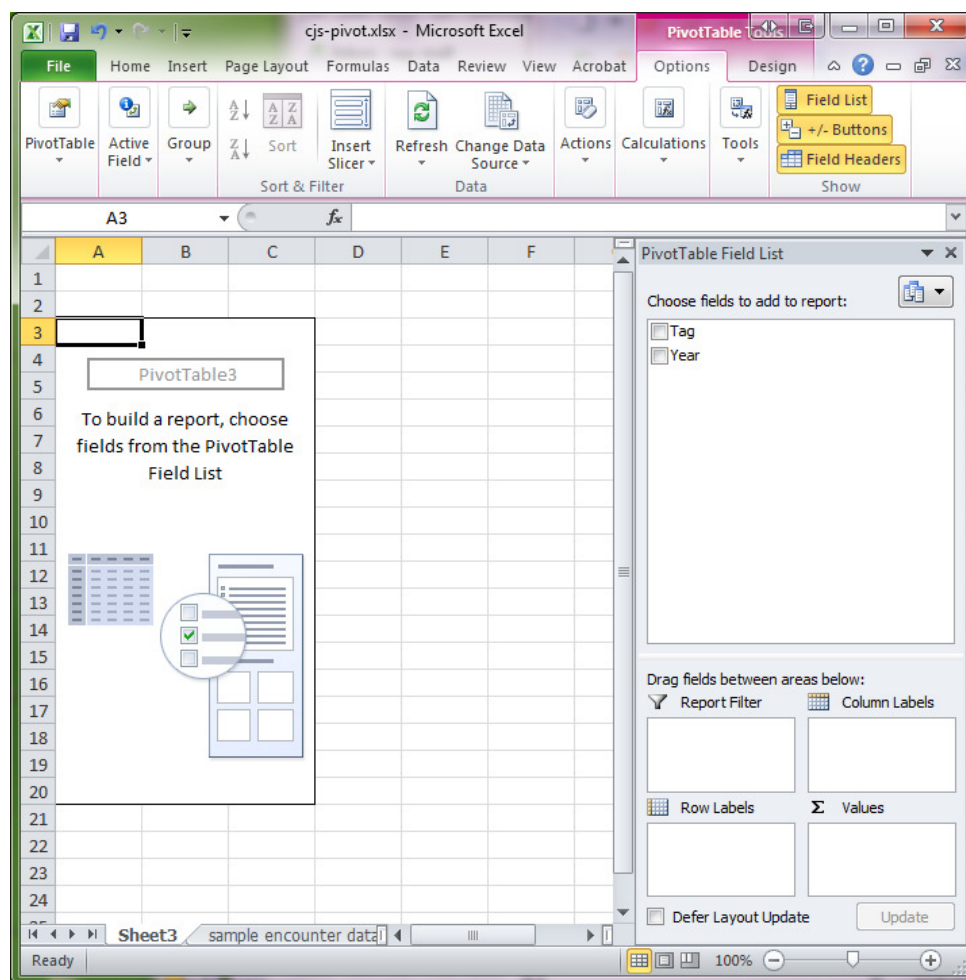 cjs-pivot.xlsx - Microsoft Excel
PivotTable Tools
File Home Insert Page Layout Formulas Data Review View Acrobat Options Design
PivotTable
Active Field
Group
A Z
Z A
A Z
Z A
Sort
Insert Slicer
Refresh
Change Data Source
Actions
Calculations
Tools
Field List
+/- Buttons
Field Headers
Sort & Filter
Data
Show
A3
fx
A B C D E F
PivotTable Field List
1
2
3
4
5
6
7
8
9
10
11
12
13
14
15
16
17
18
19
20
21
22
23
24
PivotTable3
To build a report, choose
fields from the PivotTable
Field List
Choose fields to add to report:
Tag
Year
Drag fields between areas below:
Report Filter
Column Labels
Row Labels
Σ Values
Defer Layout Update
Update
Sheet3
sample encounter data
Ready
100%